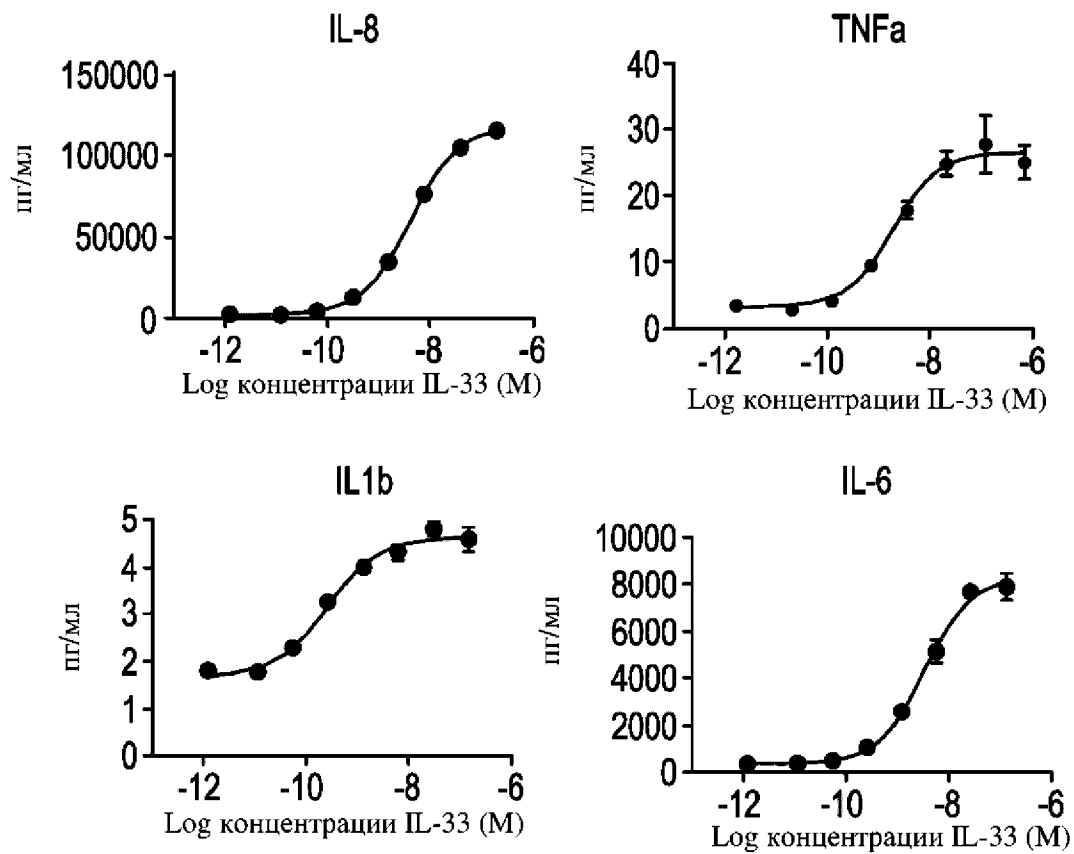 IL-8
150000
100000
50000
0
пг/мл
-12 -10 -8 -6
Log концентрации IL-33 (M)
TNFa
40
30
20
10
0
пг/мл
-12 -10 -8 -6
Log концентрации IL-33 (M)
IL1b
5
4
3
2
1
0
пг/мл
-12 -10 -8 -6
Log концентрации IL-33 (M)
IL-6
10000
8000
6000
4000
2000
0
пг/мл
-12 -10 -8 -6
Log концентрации IL-33 (M)